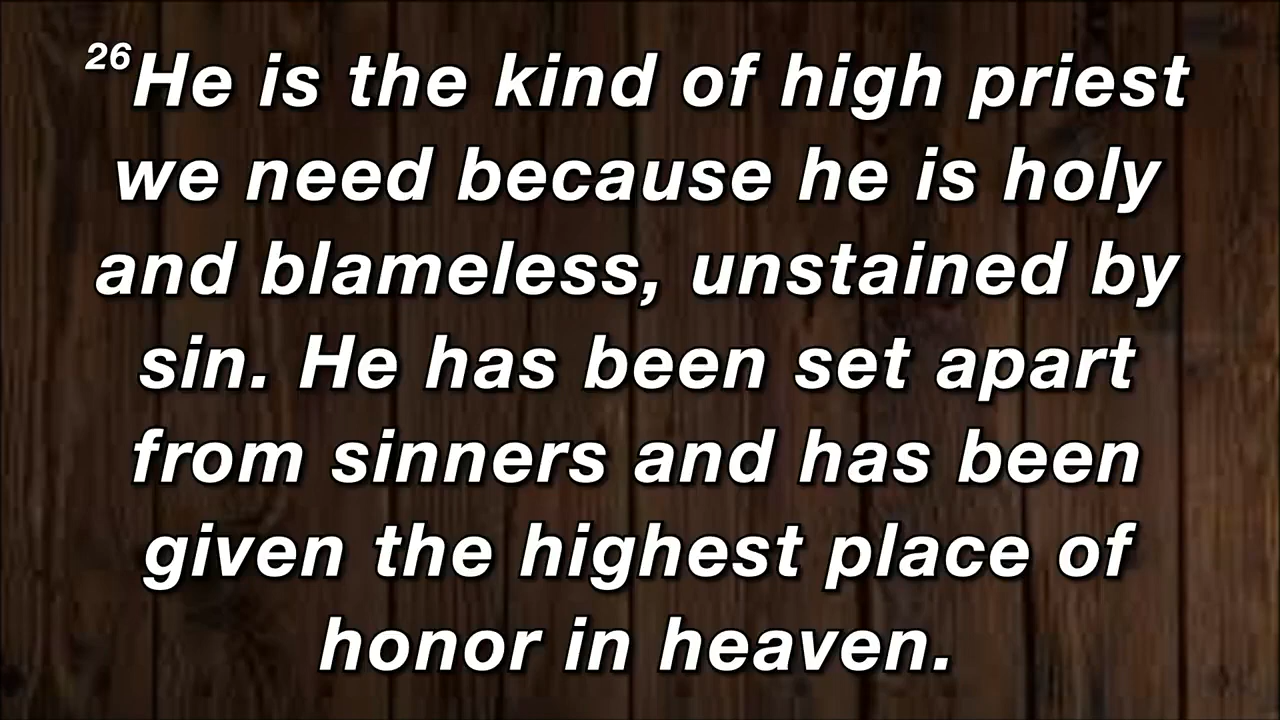 26He is the kind of high priest
we need because he is holy
and blameless, unstained by
sin. He has been set apart
from sinners and has been
given the highest place of
honor in heaven.